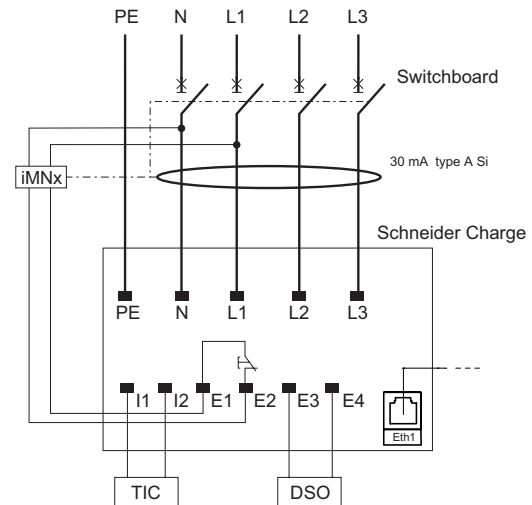 PE N L1 L2 L3
Switchboard
30 mA type A Si
iMNx
Schneider Charge
PE N L1 L2 L3
I1 I2 E1 E2 E3 E4
Eth1
TIC DSO